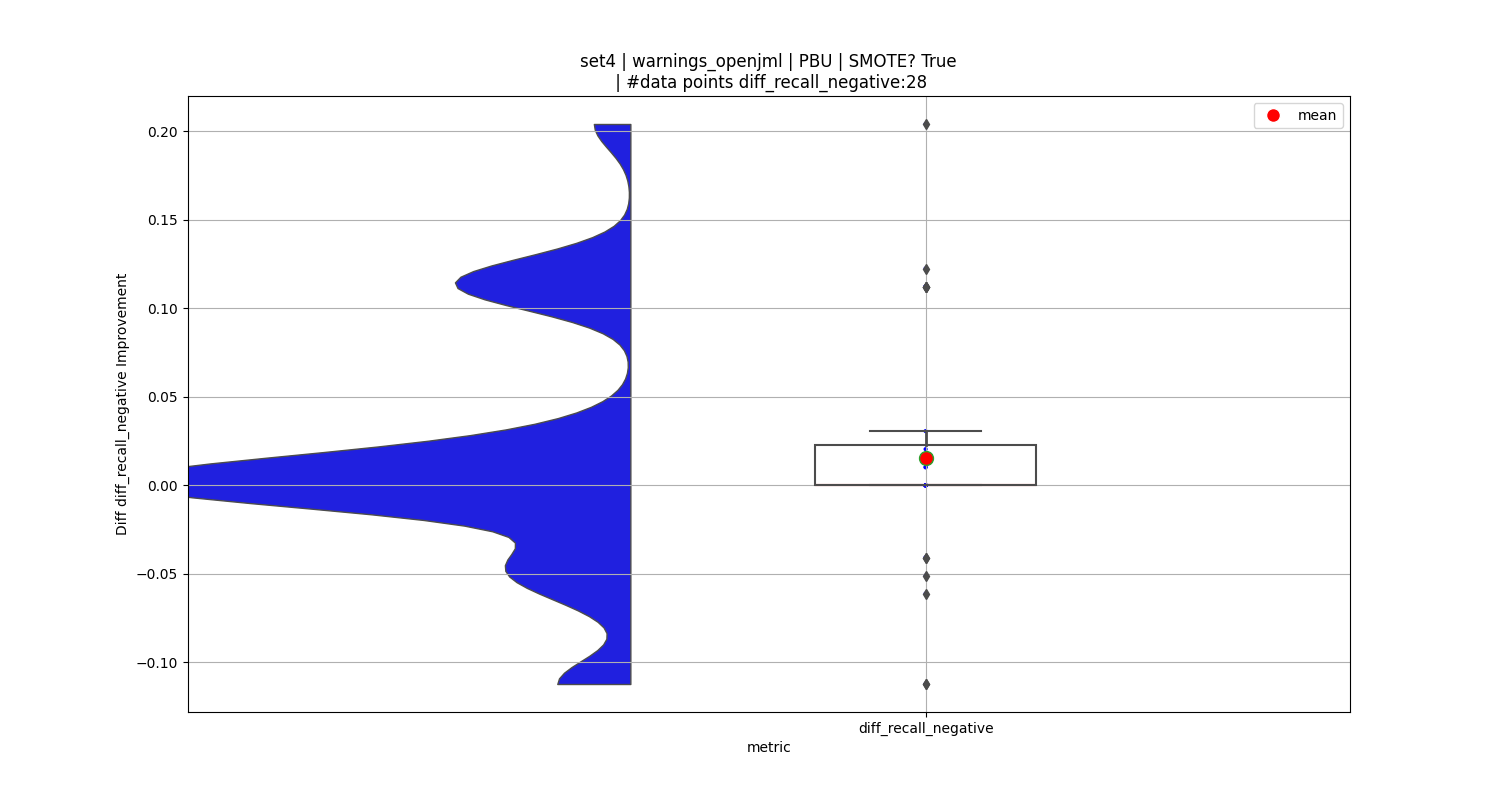 set4 | warnings_openjml | PBU | SMOTE? True
| #data points diff_recall_negative:28
mean
0.20
0.15
0.10
0.05
0.00
−0.05
−0.10
Diff diff_recall_negative Improvement
diff_recall_negative
metric